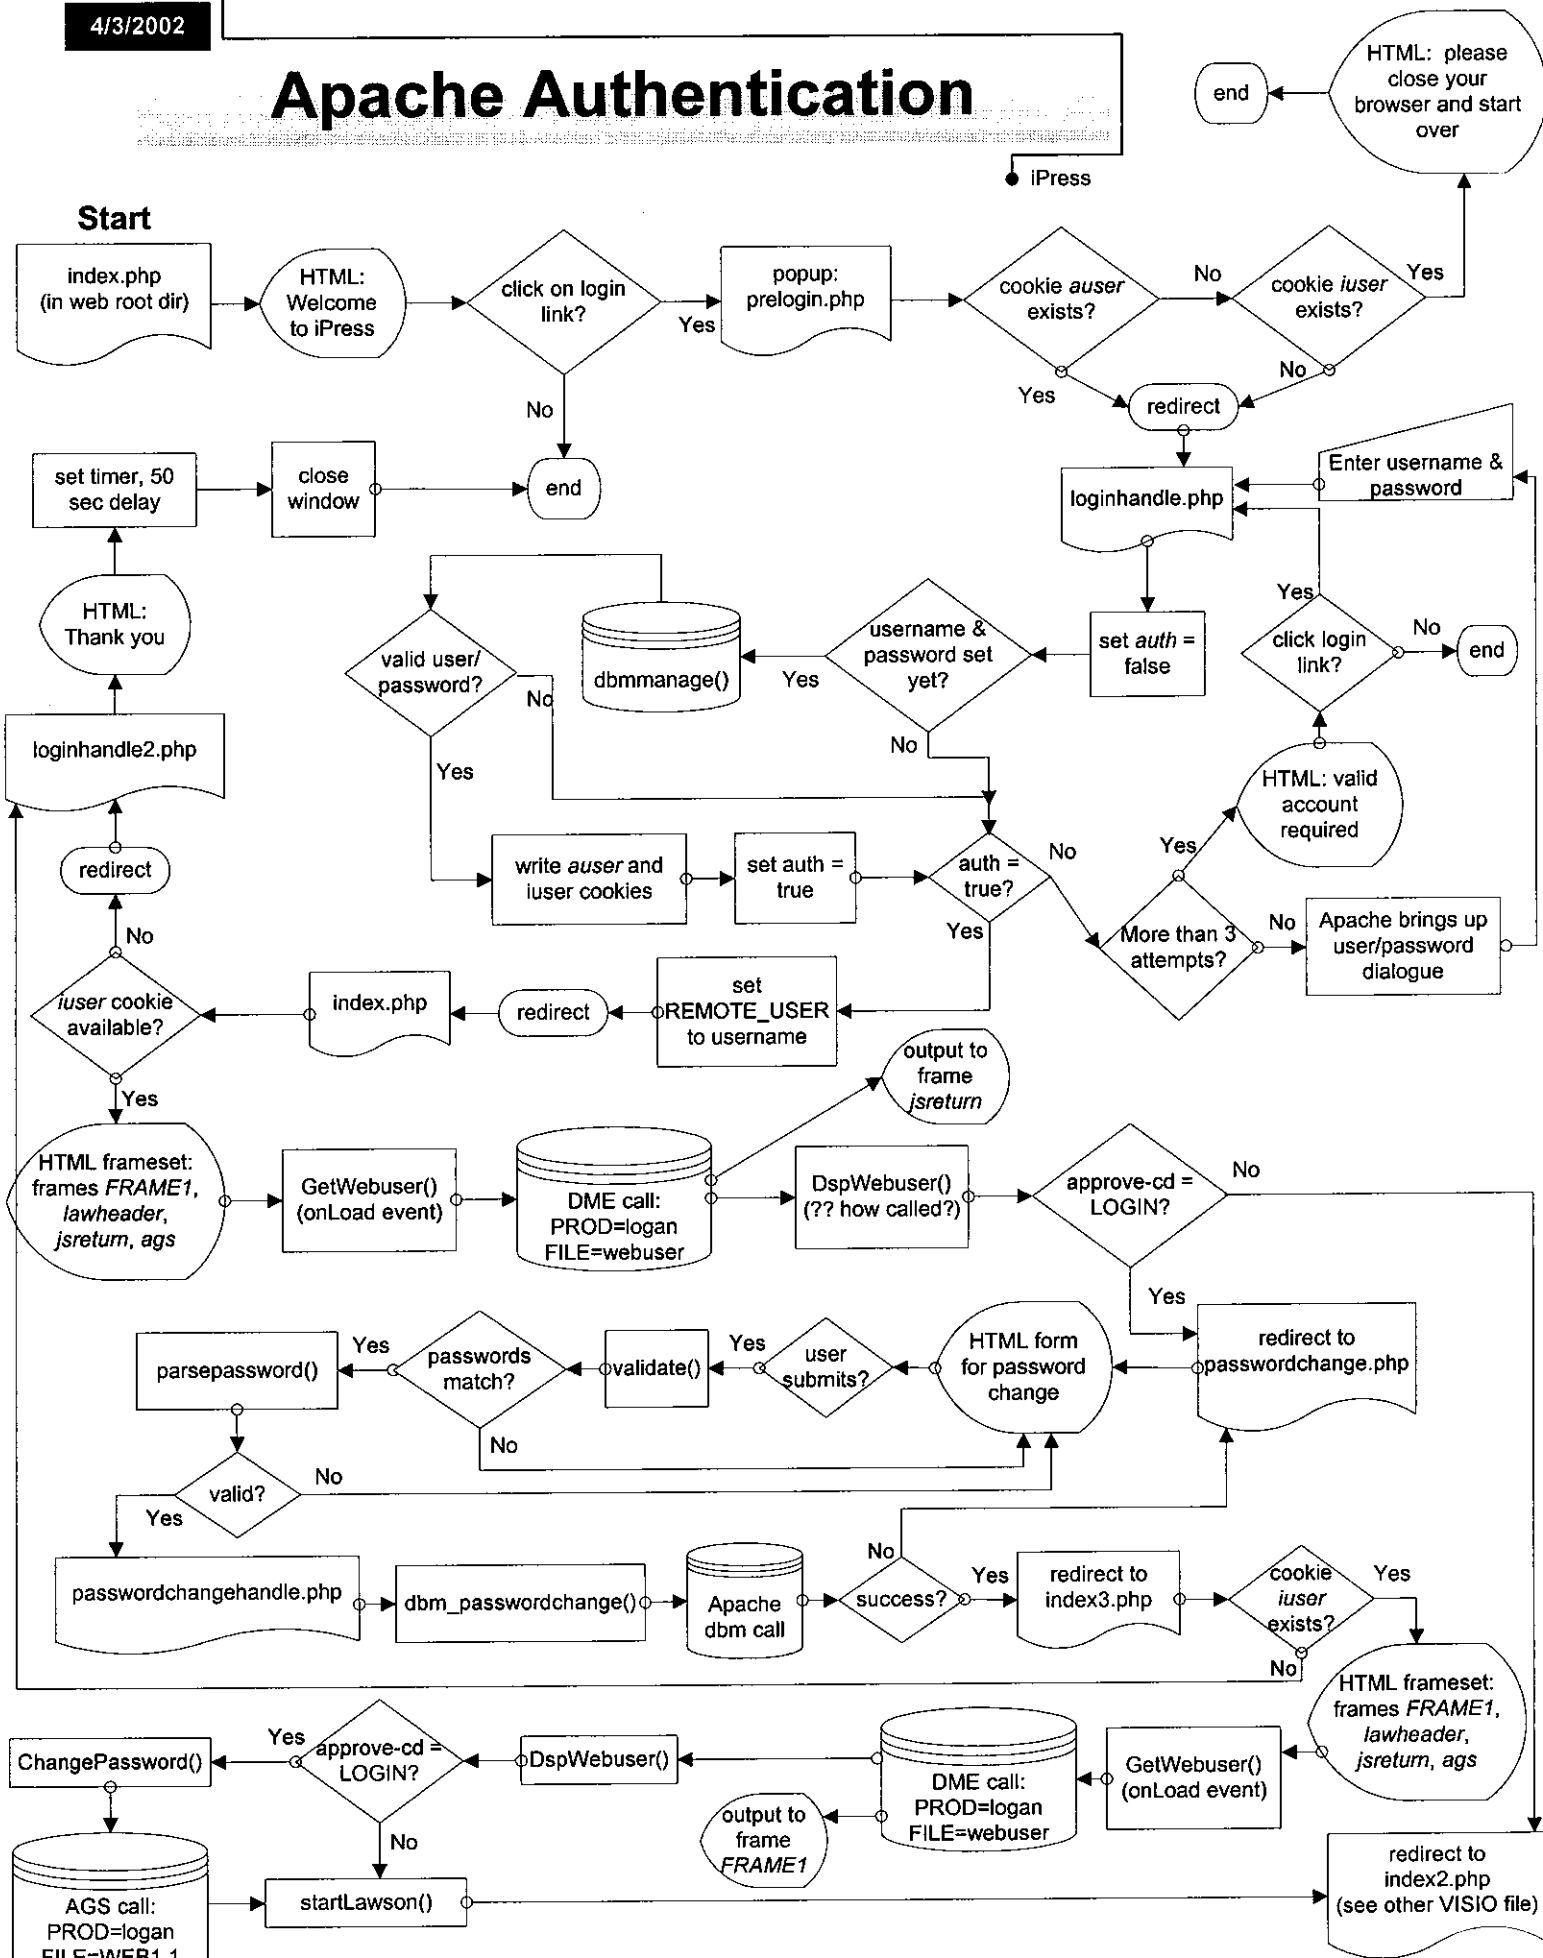 4/3/2002
Apache Authentication
iPress
end
HTML: please
close your
browser and start
over
Start
index.php
(in web root dir)
HTML:
Welcome
to iPress
click on login
link?
Yes
No
popup:
prelogin.php
cookie auser
exists?
No
Yes
cookie iuser
exists?
Yes
No
redirect
set timer, 50
sec delay
close
window
end
loginhandle.php
Enter username &
password
HTML:
Thank you
valid user/
password?
No
Yes
dbmmanage()
Yes
username &
password set
yet?
No
set auth =
false
Yes
click login
link?
No
end
loginhandle2.php
HTML: valid
account
required
redirect
write auser and
iuser cookies
set auth =
true
auth =
true?
No
Yes
Yes
More than 3
attempts?
No
Apache brings up
user/password
dialogue
No
iuser cookie
available?
Yes
index.php
redirect
set
REMOTE_USER
to username
output to
frame
jsreturn
HTML frameset:
frames FRAME1,
lawheader,
jsreturn, ags
GetWebuser()
(onLoad event)
DME call:
PROD=logan
FILE=webuser
DspWebuser()
(?? how called?)
approve-cd =
LOGIN?
No
Yes
parsepassword()
Yes
passwords
match?
No
validate()
Yes
user
submits?
HTML form
for password
change
redirect to
passwordchange.php
valid?
No
Yes
passwordchangehandle.php
dbm_passwordchange()
Apache
dbm call
No
success?
Yes
redirect to
index3.php
cookie
iuser
exists?
Yes
No
HTML frameset:
frames FRAME1,
lawheader,
jsreturn, ags
ChangePassword()
Yes
approve-cd =
LOGIN?
No
DspWebuser()
DME call:
PROD=logan
FILE=webuser
GetWebuser()
(onLoad event)
output to
frame
FRAME1
AGS call:
PROD=logan
FILE=WEB1.1
startLawson()
redirect to
index2.php
(see other VISIO file)